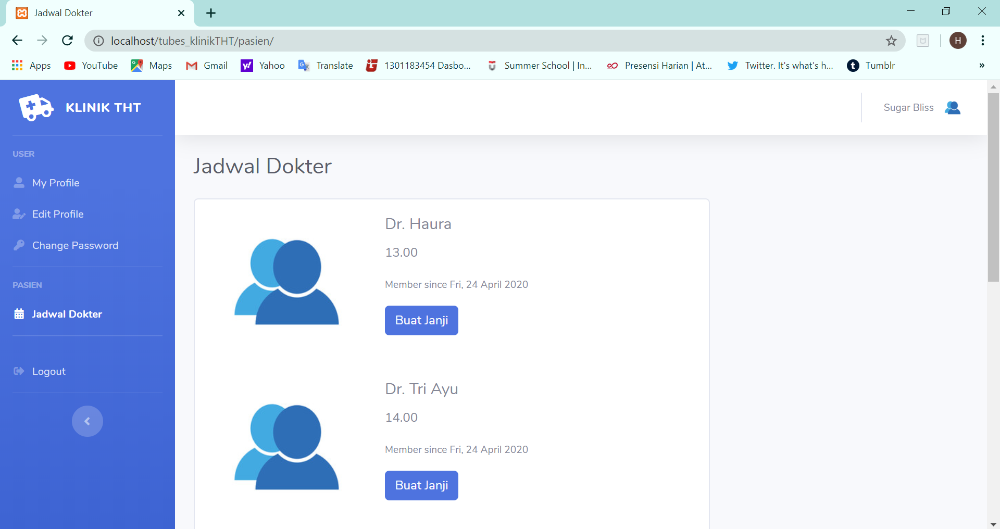 Jadwal Dokter
localhost/tubes_klinikTHT/pasien/
H
Apps
YouTube
Maps
Gmail
Yahoo
Translate
1301183454 Dasbo...
Summer School | In...
Presensi Harian | At...
Twitter. It's what's h...
Tumblr
»
KLINIK THT
Sugar Bliss
USER
My Profile
Edit Profile
Change Password
PASIEN
Jadwal Dokter
Logout
Jadwal Dokter
Dr. Haura
13.00
Member since Fri, 24 April 2020
Buat Janji
Dr. Tri Ayu
14.00
Member since Fri, 24 April 2020
Buat Janji